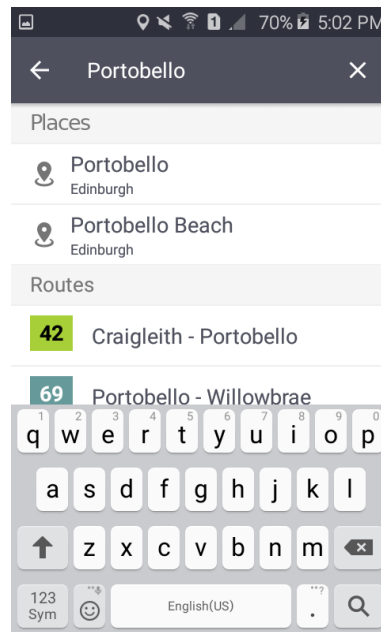 1 70% 5:02 PM
Portobello
Places
Portobello
Edinburgh
Portobello Beach
Edinburgh
Routes
42 Craigleith - Portobello
69 Portobello - Willowbrae
1 2 3 4 5 6 7 8 9 0
q w e r t y u i o p
a s d f g h j k l
z x c v b n m
123 Sym English(US) . ?